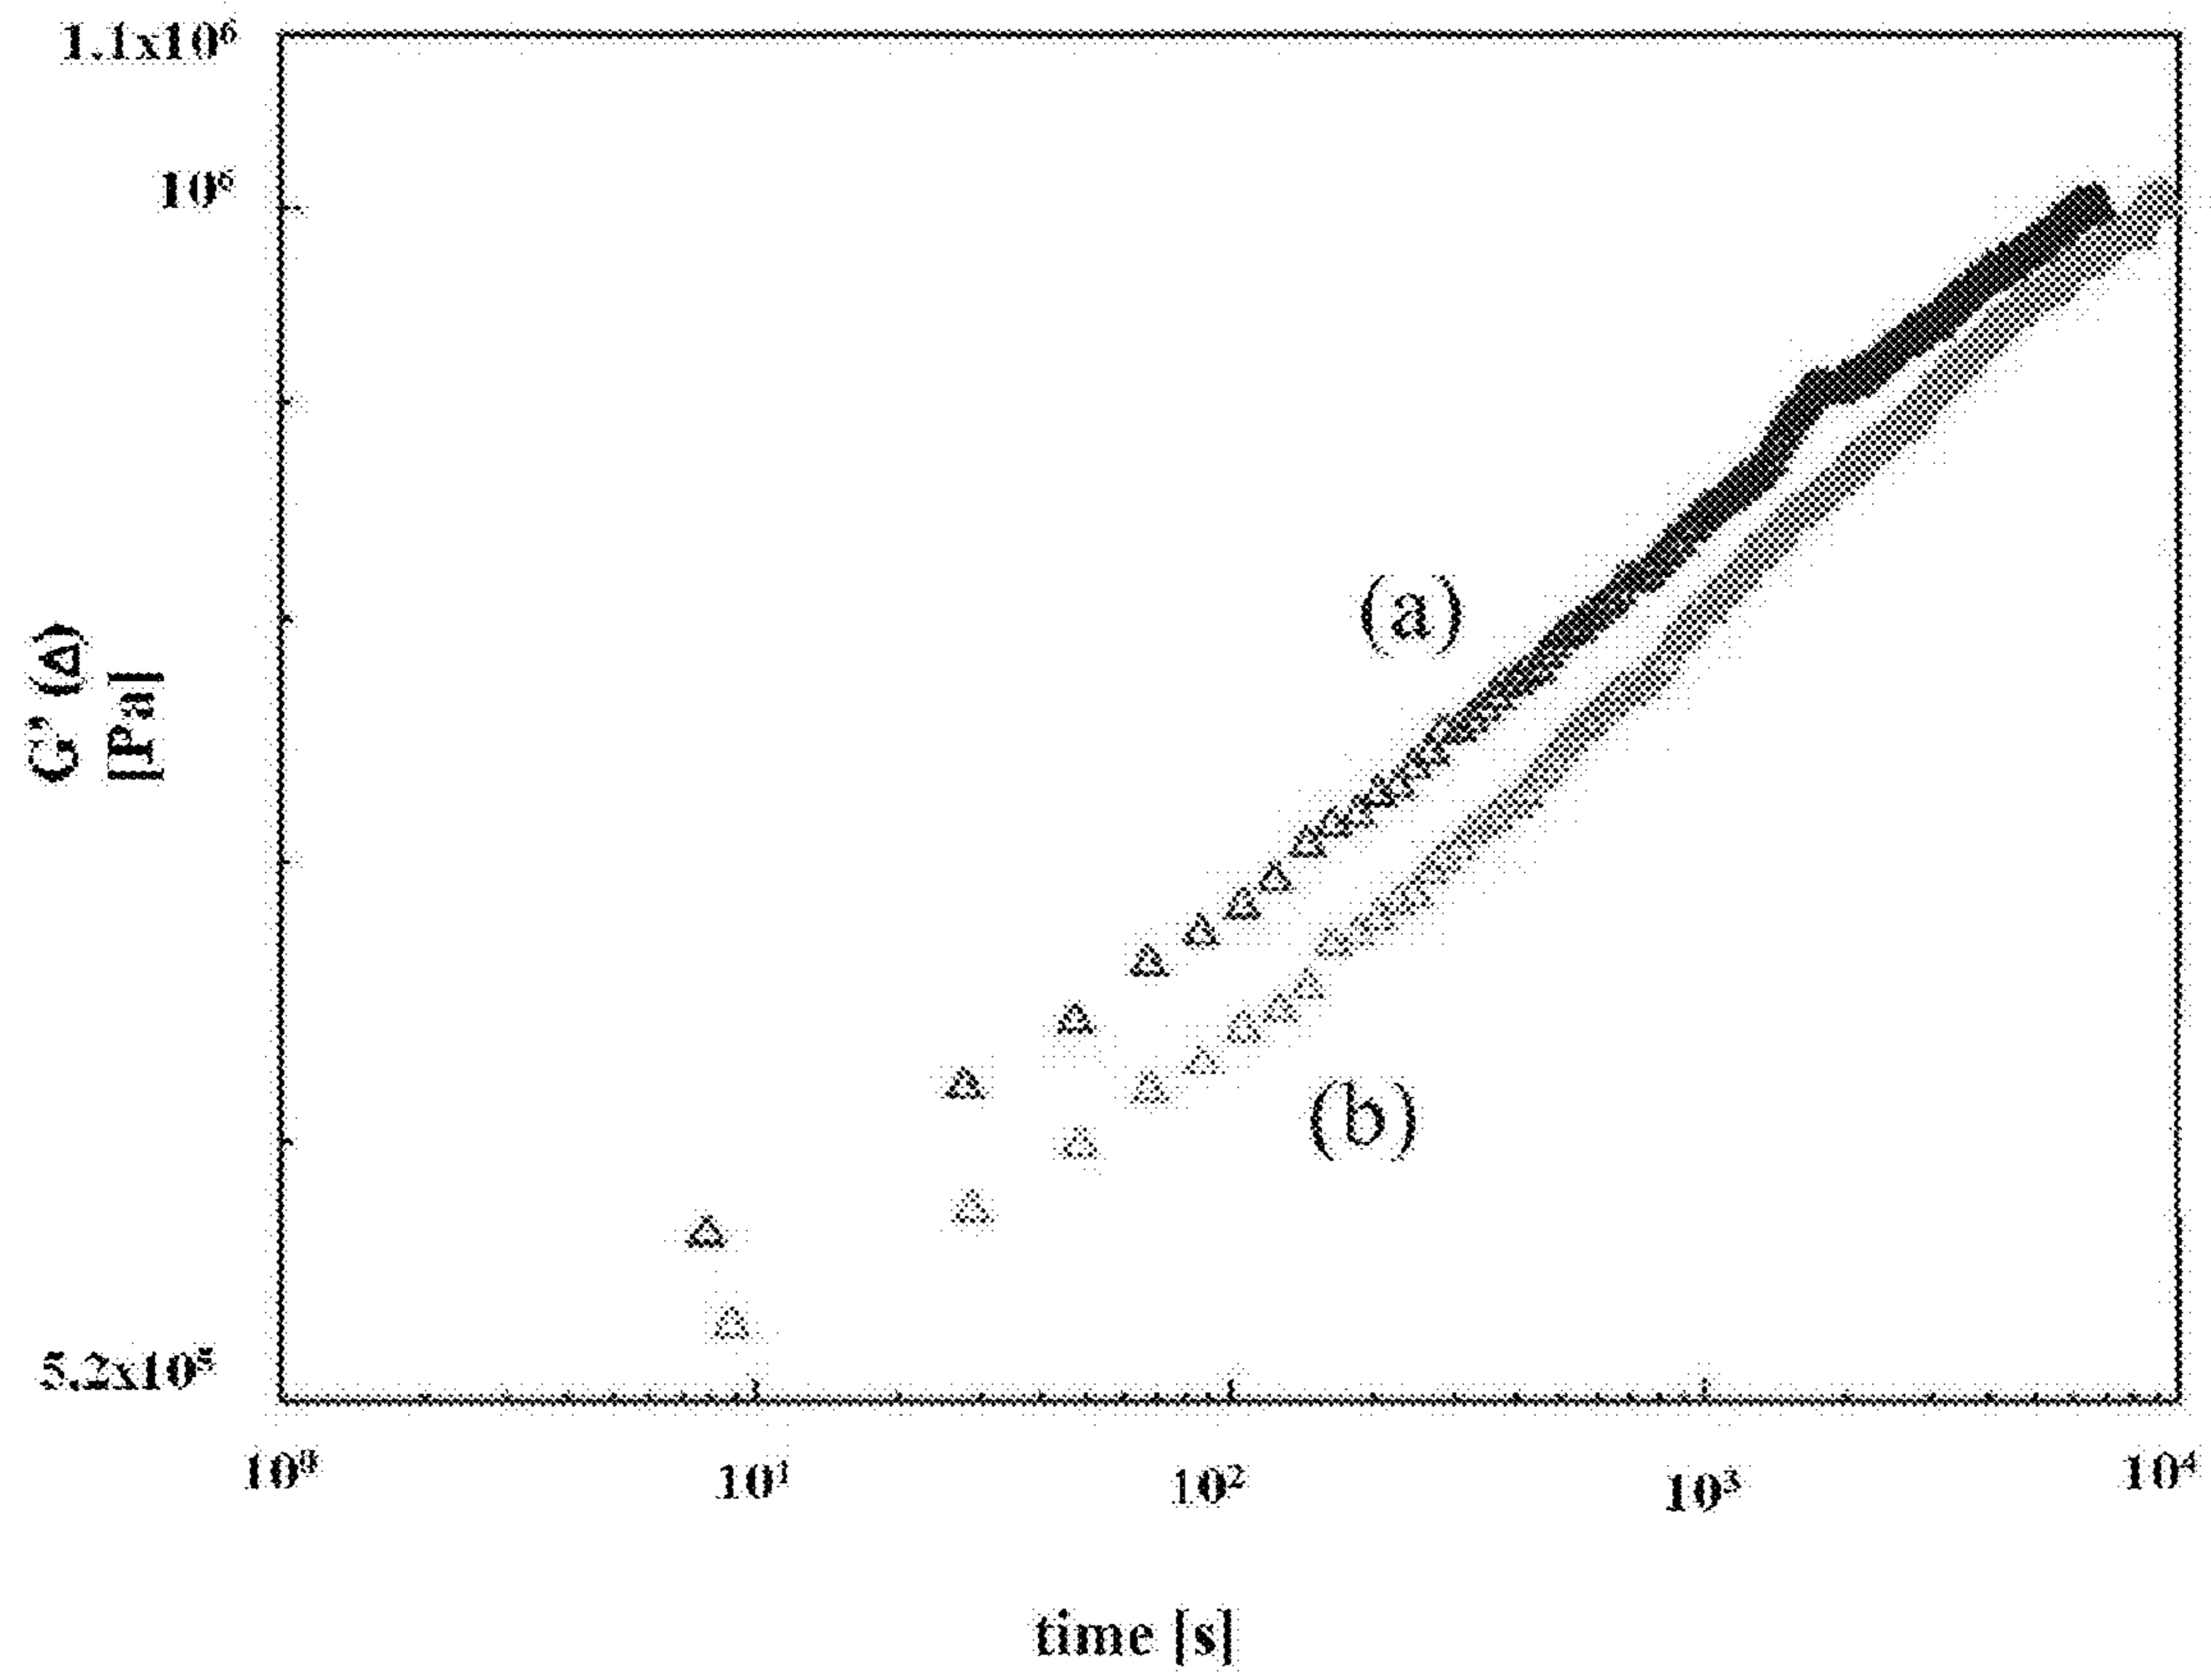 1.1x10⁶
10⁶
G' (Δ)
[Pa]
(a)
(b)
5.2x10⁵
10⁰ 10¹ 10² 10³ 10⁴
time [s]